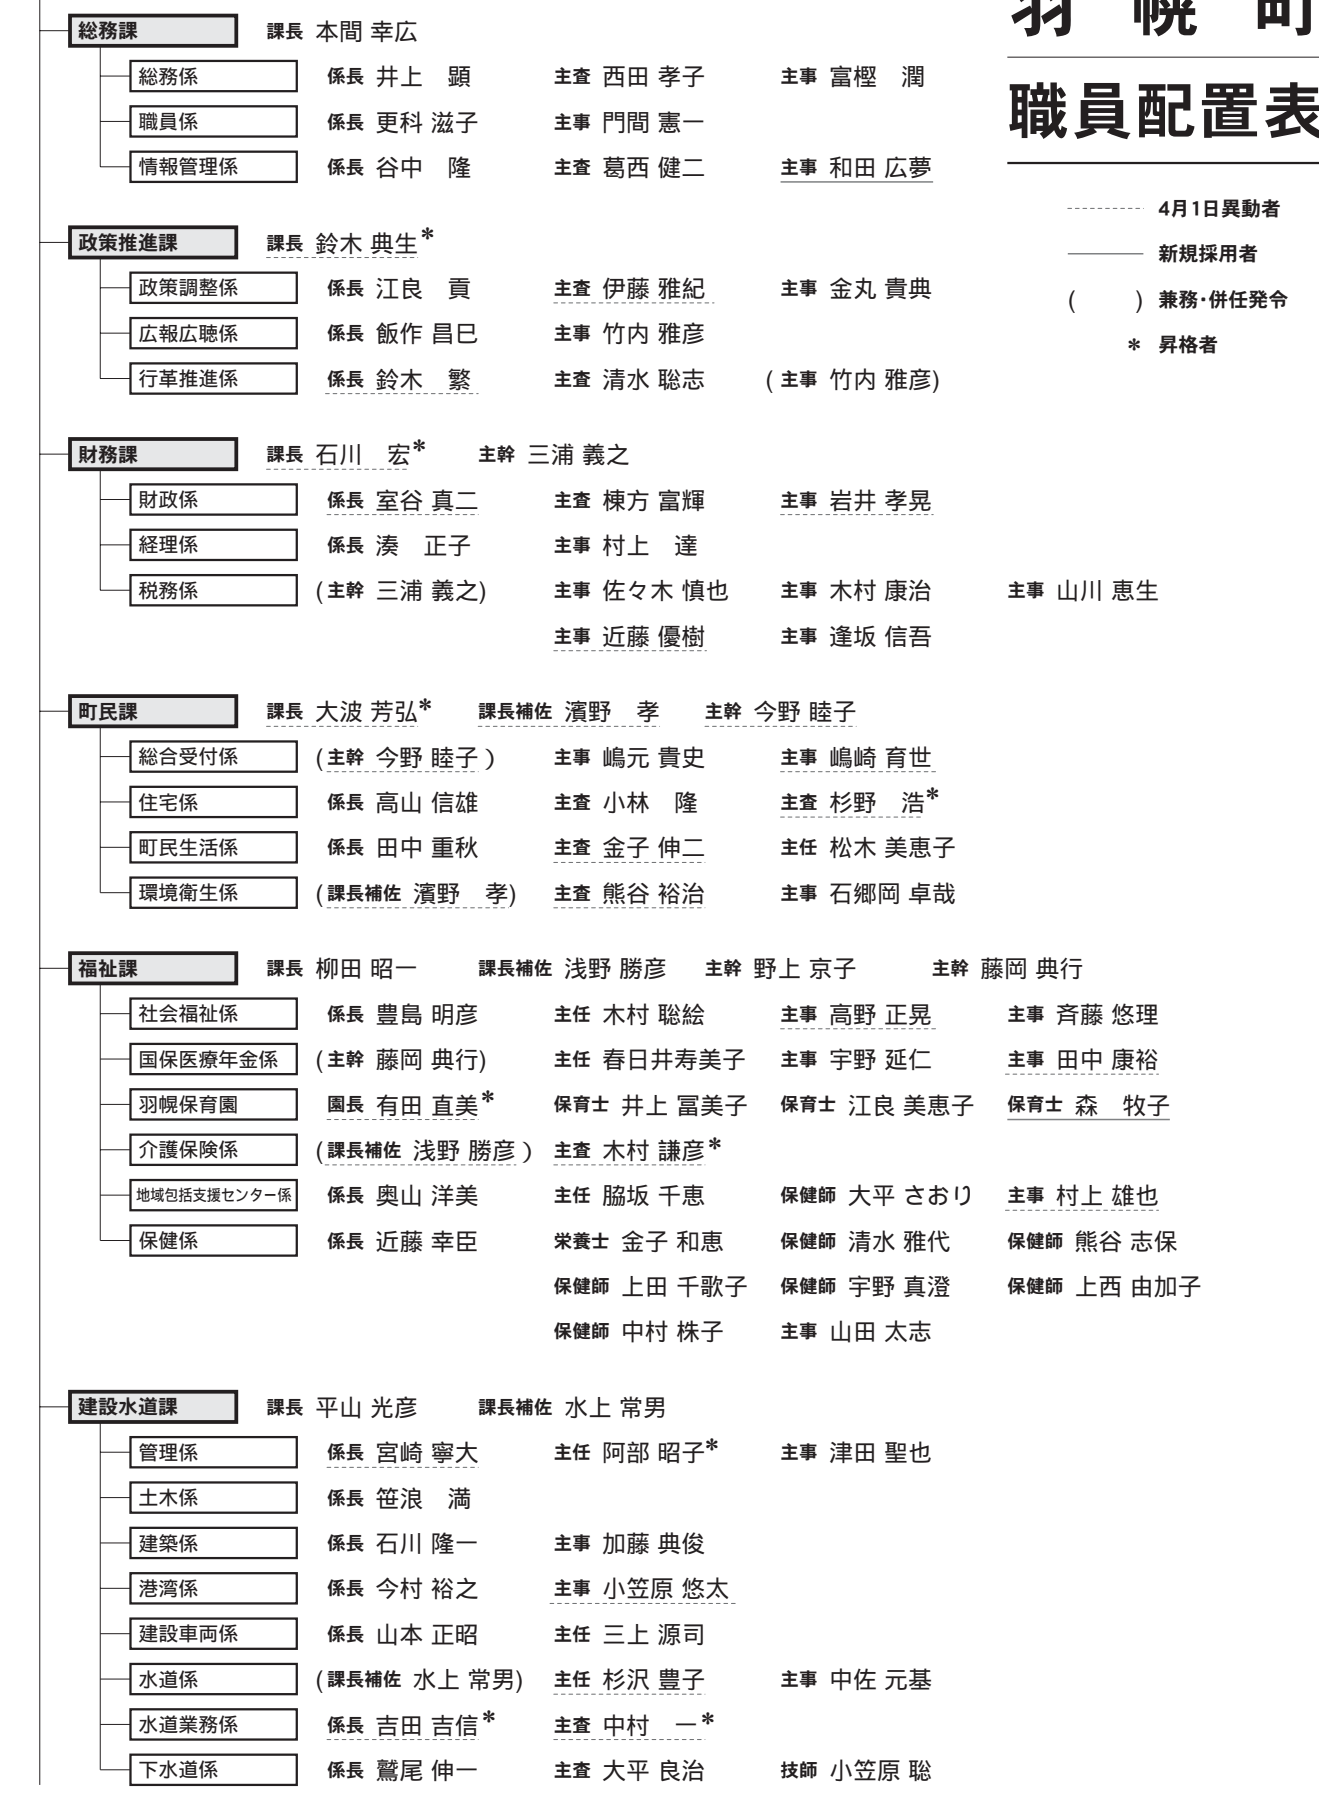 羽幌町
職員配置表
4月1日異動者
新規採用者
(　　) 兼務・併任発令
* 昇格者
総務課 課長 本間 幸広
総務係 係長 井上　顕 主査 西田 孝子 主事 富樫　潤
職員係 係長 更科 滋子 主事 門間 憲一
情報管理係 係長 谷中　隆 主査 葛西 健二 主事 和田 広夢
政策推進課 課長 鈴木 典生*
政策調整係 係長 江良　貢 主査 伊藤 雅紀 主事 金丸 貴典
広報広聴係 係長 飯作 昌巳 主事 竹内 雅彦
行革推進係 係長 鈴木　繁 主査 清水 聡志 (主事 竹内 雅彦)
財務課 課長 石川　宏* 主幹 三浦 義之
財政係 係長 室谷 真二 主査 棟方 富輝 主事 岩井 孝晃
経理係 係長 湊　正子 主事 村上　達
税務係 (主幹 三浦 義之) 主事 佐々木 慎也 主事 木村 康治 主事 山川 恵生
主事 近藤 優樹 主事 逢坂 信吾
町民課 課長 大波 芳弘* 課長補佐 濱野　孝 主幹 今野 睦子
総合受付係 (主幹 今野 睦子) 主事 嶋元 貴史 主事 嶋崎 育世
住宅係 係長 高山 信雄 主査 小林　隆 主査 杉野　浩*
町民生活係 係長 田中 重秋 主査 金子 伸二 主任 松木 美恵子
環境衛生係 (課長補佐 濱野　孝) 主査 熊谷 裕治 主事 石郷岡 卓哉
福祉課 課長 柳田 昭一 課長補佐 浅野 勝彦 主幹 野上 京子 主幹 藤岡 典行
社会福祉係 係長 豊島 明彦 主任 木村 聡絵 主事 高野 正晃 主事 斉藤 悠理
国保医療年金係 (主幹 藤岡 典行) 主任 春日井寿美子 主事 宇野 延仁 主事 田中 康裕
羽幌保育園 園長 有田 直美* 保育士 井上 冨美子 保育士 江良 美恵子 保育士 森　牧子
介護保険係 (課長補佐 浅野 勝彦) 主査 木村 謙彦*
地域包括支援センター係 係長 奥山 洋美 主任 脇坂 千恵 保健師 大平 さおり 主事 村上 雄也
保健係 係長 近藤 幸臣 栄養士 金子 和恵 保健師 清水 雅代 保健師 熊谷 志保
保健師 上田 千歌子 保健師 宇野 真澄 保健師 上西 由加子
保健師 中村 株子 主事 山田 太志
建設水道課 課長 平山 光彦 課長補佐 水上 常男
管理係 係長 宮崎 寧大 主任 阿部 昭子* 主事 津田 聖也
土木係 係長 笹浪　満
建築係 係長 石川 隆一 主事 加藤 典俊
港湾係 係長 今村 裕之 主事 小笠原 悠太
建設車両係 係長 山本 正昭 主任 三上 源司
水道係 (課長補佐 水上 常男) 主任 杉沢 豊子 主事 中佐 元基
水道業務係 係長 吉田 吉信* 主査 中村　一*
下水道係 係長 鷲尾 伸一 主査 大平 良治 技師 小笠原 聡